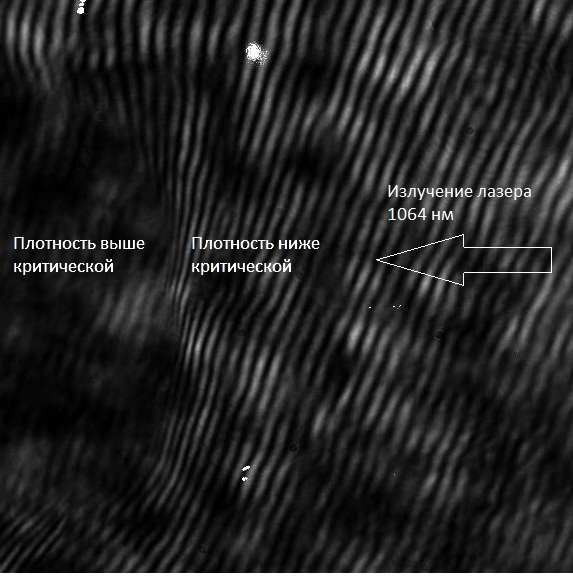 Излучение лазера
1064 нм
Плотность выше
критической
Плотность ниже
критической